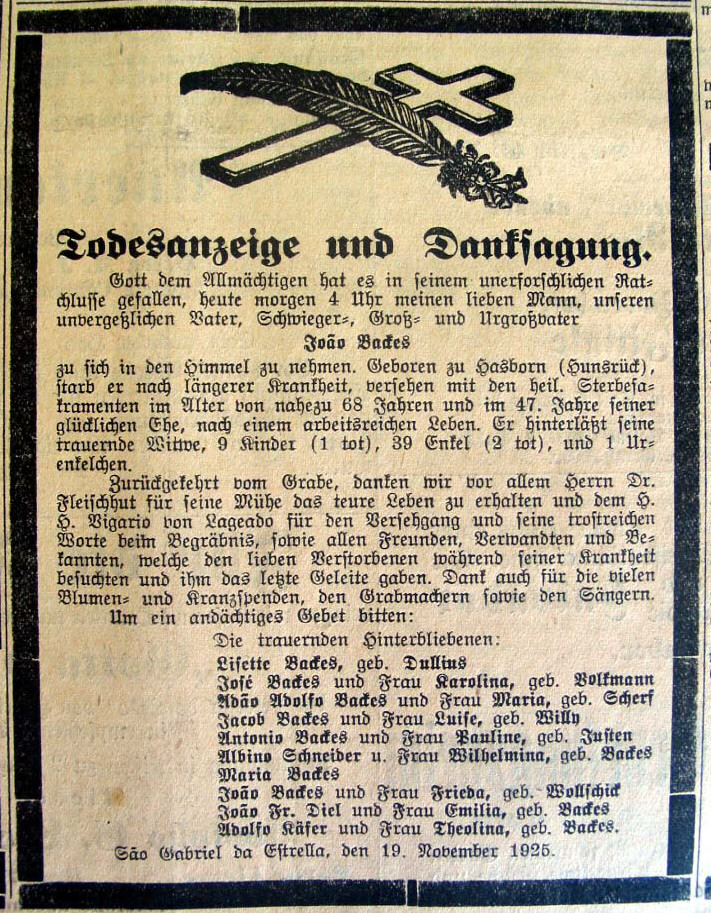 Todesanzeige und Danksagung.
Gott dem Allmächtigen hat es in seinem unerforschlichen Rat-
schlusse gefallen, heute morgen 4 Uhr meinen lieben Mann, unseren
unvergeßlichen Vater, Schwieger-, Groß- und Urgroßvater
João Backes
zu sich in den Himmel zu nehmen. Geboren zu Hasborn (Hunsrück),
starb er nach längerer Krankheit, versehen mit den heil. Sterbesa-
kramenten im Alter von nahezu 68 Jahren und im 47. Jahre seiner
glücklichen Ehe, nach einem arbeitsreichen Leben. Er hinterläßt seine
trauernde Witwe, 9 Kinder (1 tot), 39 Enkel (2 tot), und 1 Ur-
enkelchen.
Zurückgekehrt vom Grabe, danken wir vor allem Herrn Dr.
Fleischhut für seine Mühe das teure Leben zu erhalten und dem H.
H. Vigario von Lageado für den Versehgang und seine trostreichen
Worte beim Begräbnis, sowie allen Freunden, Verwandten und Be-
kannten, welche den lieben Verstorbenen während seiner Krankheit
besuchten und ihm das letzte Geleite gaben. Dank auch für die vielen
Blumen- und Kranzspenden, den Grabmachern sowie den Sängern.
Um ein andächtiges Gebet bitten:
Die trauernden Hinterbliebenen:
Lisette Backes, geb. Dullius
José Backes und Frau Karolina, geb. Volkmann
Adão Adolfo Backes und Frau Maria, geb. Scherf
Jacob Backes und Frau Luise, geb. Willy
Antonio Backes und Frau Pauline, geb. Justen
Albino Schneider u. Frau Wilhelmina, geb. Backes
Maria Backes
João Backes und Frau Frieda, geb. Wollschick
João Fr. Diel und Frau Emilia, geb. Backes
Adolfo Käfer und Frau Theolina, geb. Backes.
São Gabriel da Estrella, den 19. November 1925.